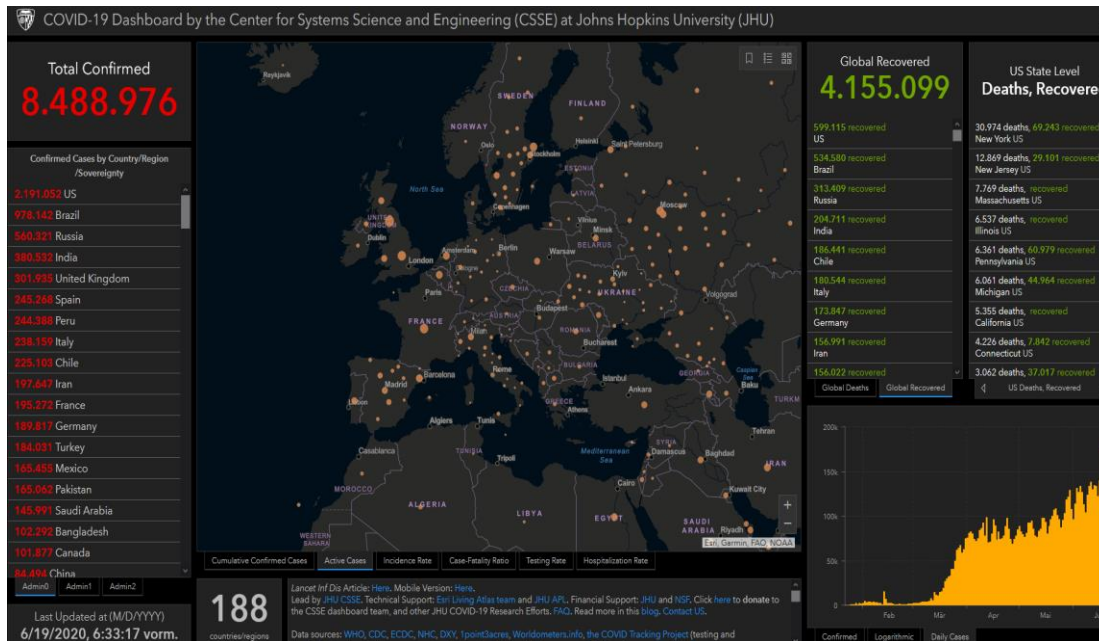 COVID-19 Dashboard by the Center for Systems Science and Engineering (CSSE) at Johns Hopkins University (JHU)
Total Confirmed
8.488.976
Confirmed Cases by Country/Region
/Sovereignty
2.191.052 US
978.142 Brazil
560.321 Russia
380.532 India
301.935 United Kingdom
245.268 Spain
244.388 Peru
238.159 Italy
225.103 Chile
197.647 Iran
195.272 France
189.817 Germany
184.031 Turkey
165.455 Mexico
165.062 Pakistan
145.991 Saudi Arabia
102.292 Bangladesh
101.877 Canada
84.494 China
Admin0 Admin1 Admin2
Last Updated at (M/D/YYYY)
6/19/2020, 6:33:17 vorm.
Reykjavik
SWEDEN
FINLAND
NORWAY
Oslo
Helsinki
Saint Petersburg
Stockholm
ESTONIA
North Sea
LATVIA
Copenhagen
Moscow
UNITED
KINGDOM
Dublin
Vilnius
Minsk
BELARUS
Amsterdam
Berlin
Warsaw
London
Cologne
Kyiv
Paris
CZECHIA
UKRAINE
Volgograd
AUSTRIA
Budapest
FRANCE
Milan
ROMANIA
Bucharest
BULGARIA
GEORGIA
Caspian
Sea
Barcelona
Rome
Istanbul
Madrid
Ankara
Baku
Lisbon
GREECE
Athens
TURKM
Algiers
Tunis
Tehran
Casablanca
TUNISIA
Tripoli
Mediterranean
Sea
SYRIA
Damascus
Baghdad
IRAN
MOROCCO
Cairo
Kuwait City
ALGERIA
LIBYA
EGYPT
SAUDI
ARABIA
Riyadh
WESTERN
SAHARA
Esri, Garmin, FAO, NOAA
Cumulative Confirmed Cases Active Cases Incidence Rate Case-Fatality Ratio Testing Rate Hospitalization Rate
188
countries/regions
Lancet Inf Dis Article: Here. Mobile Version: Here.
Lead by JHU CSSE. Technical Support: Esri Living Atlas team and JHU APL. Financial Support: JHU and NSF. Click here to donate to
the CSSE dashboard team, and other JHU COVID-19 Research Efforts. FAQ. Read more in this blog. Contact US.
Data sources: WHO, CDC, ECDC, NHC, DXY, 1point3acres, Worldometers.info, the COVID Tracking Project (testing and
Global Recovered
4.155.099
599.115 recovered
US
534.580 recovered
Brazil
313.409 recovered
Russia
204.711 recovered
India
186.441 recovered
Chile
180.544 recovered
Italy
173.847 recovered
Germany
156.991 recovered
Iran
156.022 recovered
Global Deaths Global Recovered
US State Level
Deaths, Recovere
30.974 deaths, 69.243 recovered
New York US
12.869 deaths, 29.101 recovered
New Jersey US
7.769 deaths, recovered
Massachusetts US
6.537 deaths, recovered
Illinois US
6.361 deaths, 60.979 recovered
Pennsylvania US
6.061 deaths, 44.964 recovered
Michigan US
5.355 deaths, recovered
California US
4.226 deaths, 7.842 recovered
Connecticut US
3.062 deaths, 37.017 recovered
US Deaths, Recovered
200k
150k
100k
50k
0
Feb Mär Apr Mai
Confirmed Logarithmic Daily Cases